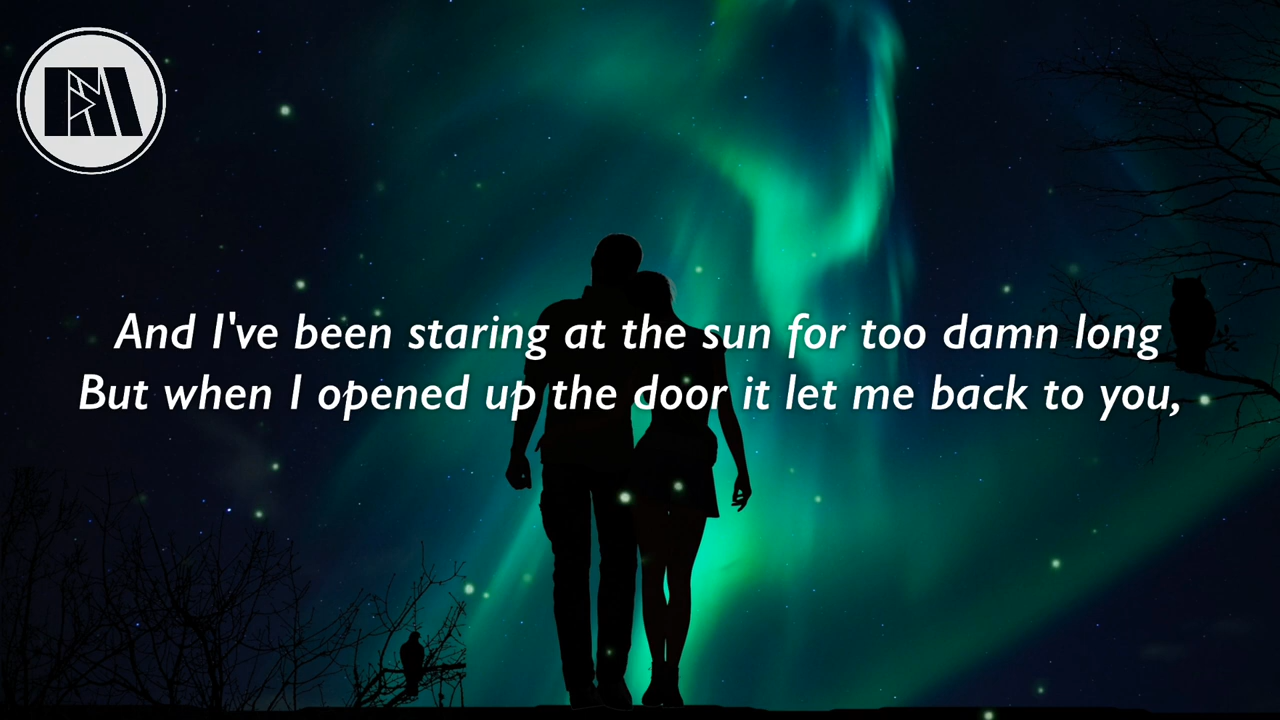 And I've been staring at the sun for too damn long
But when I opened up the door it let me back to you,